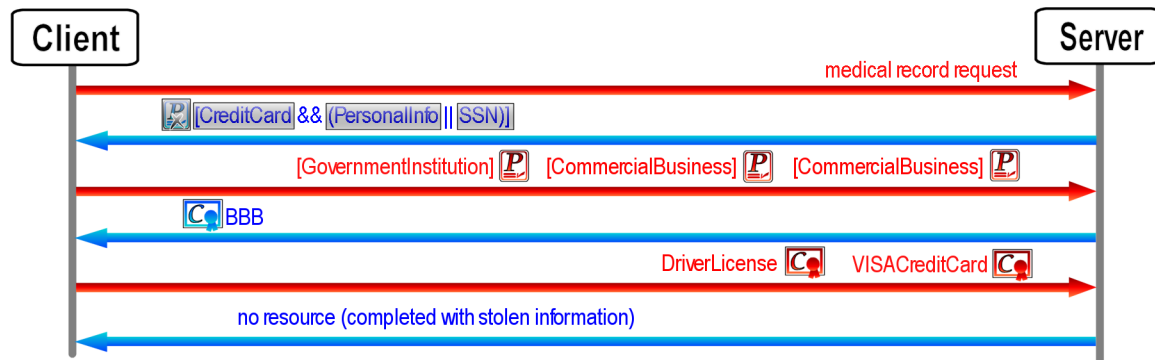 Client
Server
medical record request
P [CreditCard && (PersonalInfo || SSN)]
[GovernmentInstitution] P [CommercialBusiness] P [CommercialBusiness] P
C BBB
DriverLicense C VISACreditCard C
no resource (completed with stolen information)